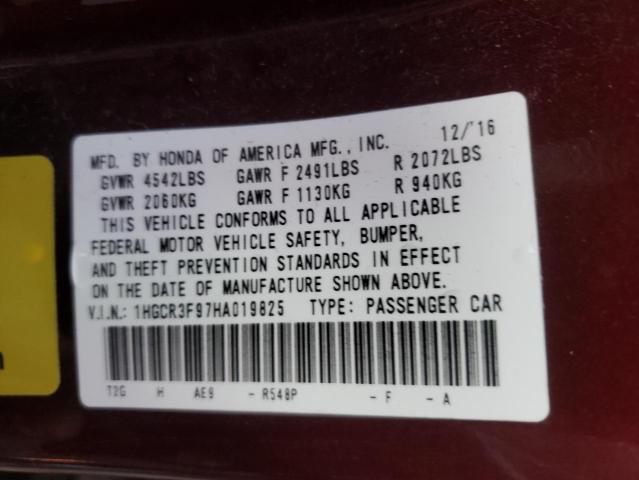 MFD. BY HONDA OF AMERICA MFG., INC. 12/'16
GVWR 4542LBS GAWR F 2491LBS R 2072LBS
GVWR 2060KG GAWR F 1130KG R 940KG
THIS VEHICLE CONFORMS TO ALL APPLICABLE
FEDERAL MOTOR VEHICLE SAFETY, BUMPER,
AND THEFT PREVENTION STANDARDS IN EFFECT
ON THE DATE OF MANUFACTURE SHOWN ABOVE.
V.I.N.: 1HGCR3F97HA019825 TYPE: PASSENGER CAR
T2G H AE9 - R548P - F - A